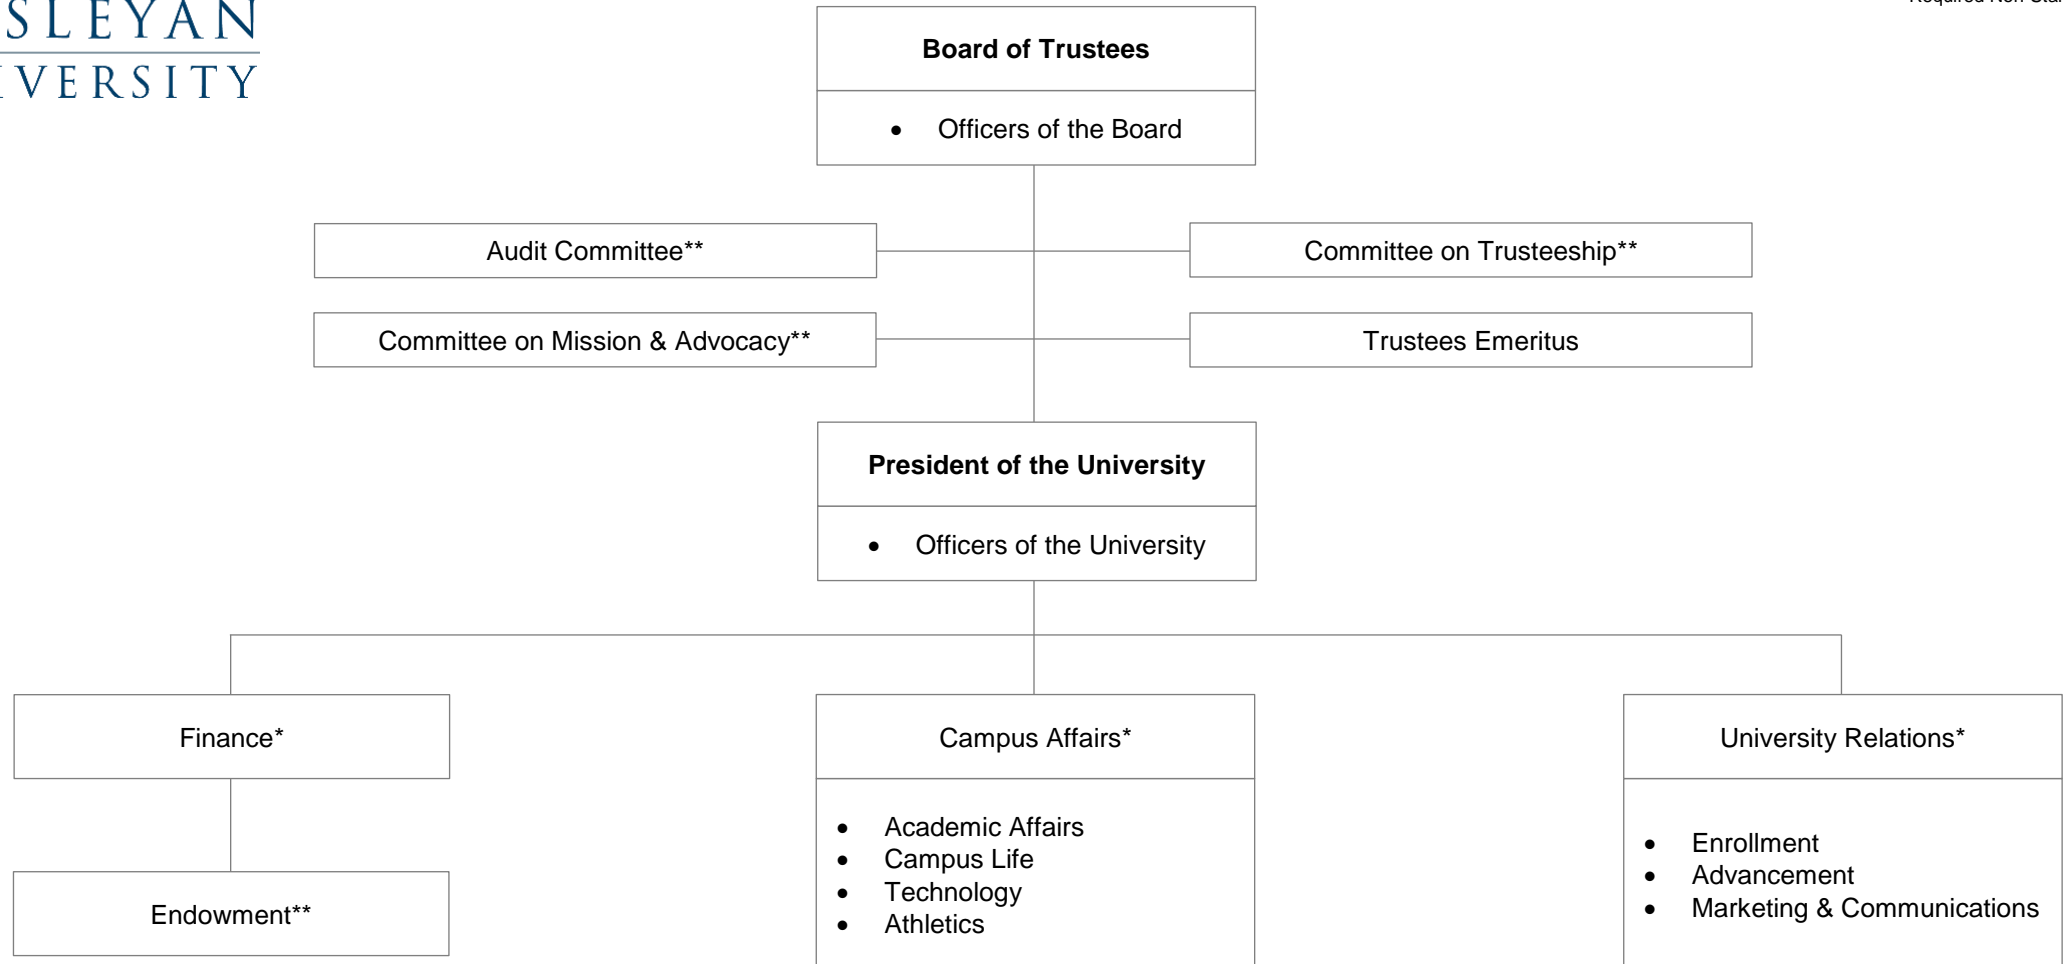 SLEYAN
VERSITY
Board of Trustees
• Officers of the Board
Audit Committee**
Committee on Trusteeship**
Committee on Mission & Advocacy**
Trustees Emeritus
President of the University
• Officers of the University
Finance*
Campus Affairs*
University Relations*
• Academic Affairs
• Campus Life
• Technology
• Athletics
• Enrollment
• Advancement
• Marketing & Communications
Endowment**